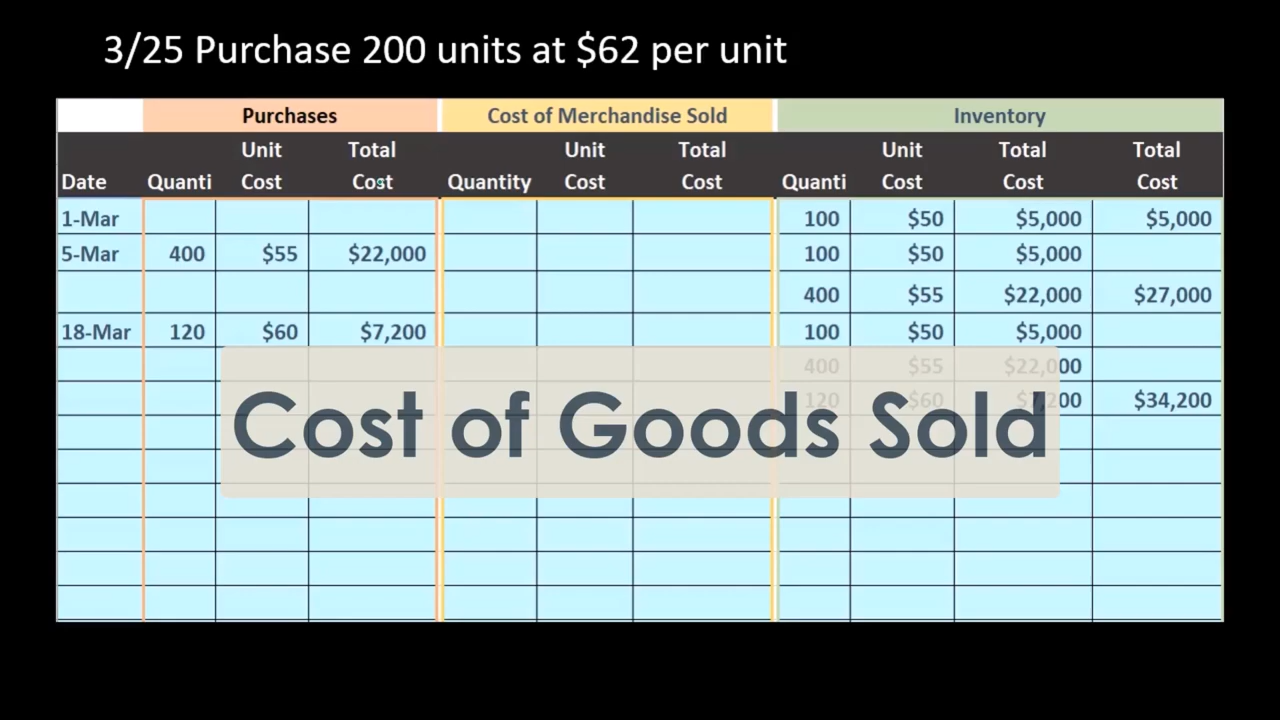 3/25 Purchase 200 units at $62 per unit
Purchases Cost of Merchandise Sold Inventory
Unit Total Unit Total Unit Total Total
Date Quanti Cost Cost Quantity Cost Cost Quanti Cost Cost Cost
1-Mar 100 $50 $5,000 $5,000
5-Mar 400 $55 $22,000 100 $50 $5,000
400 $55 $22,000 $27,000
18-Mar 120 $60 $7,200 100 $50 $5,000
400 $55 $22,000
120 $60 $7,200 $34,200
Cost of Goods Sold